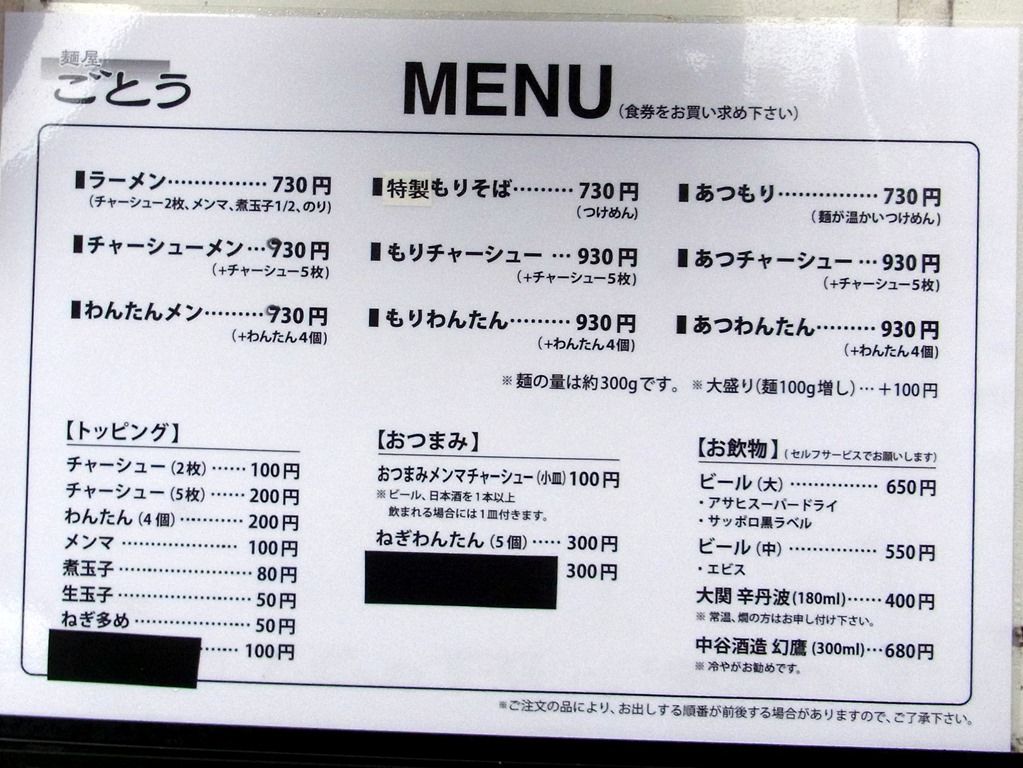 麺屋
ごとう
MENU(食券をお買い求め下さい)
ラーメン……………730円
(チャーシュー2枚、メンマ、煮玉子1/2、のり)
チャーシューメン…930円
(+チャーシュー5枚)
わんたんメン………930円
(+わんたん4個)
特製もりそば………730円
(つけめん)
もりチャーシュー…930円
(+チャーシュー5枚)
もりわんたん………930円
(+わんたん4個)
あつもり……………730円
(麺が温かいつけめん)
あつチャーシュー…930円
(+チャーシュー5枚)
あつわんたん………930円
(+わんたん4個)
※麺の量は約300gです。※大盛り(麺100g増し)…+100円
【トッピング】
チャーシュー(2枚)……100円
チャーシュー(5枚)……200円
わんたん(4個)…………200円
メンマ……………………100円
煮玉子……………………80円
生玉子……………………50円
ねぎ多め…………………50円
……100円
【おつまみ】
おつまみメンマチャーシュー(小皿)100円
※ビール、日本酒を1本以上
飲まれる場合には1皿付きます。
ねぎわんたん(5個)……300円
300円
【お飲物】(セルフサービスでお願いします)
ビール(大)……………650円
・アサヒスーパードライ
・サッポロ黒ラベル
ビール(中)……………550円
・エビス
大関 辛丹波(180ml)……400円
※常温、燗の方はお申し付け下さい。
中谷酒造 幻鷹(300ml)…680円
※冷やがお勧めです。
※ご注文の品により、お出しする順番が前後する場合がありますので、ご了承下さい。